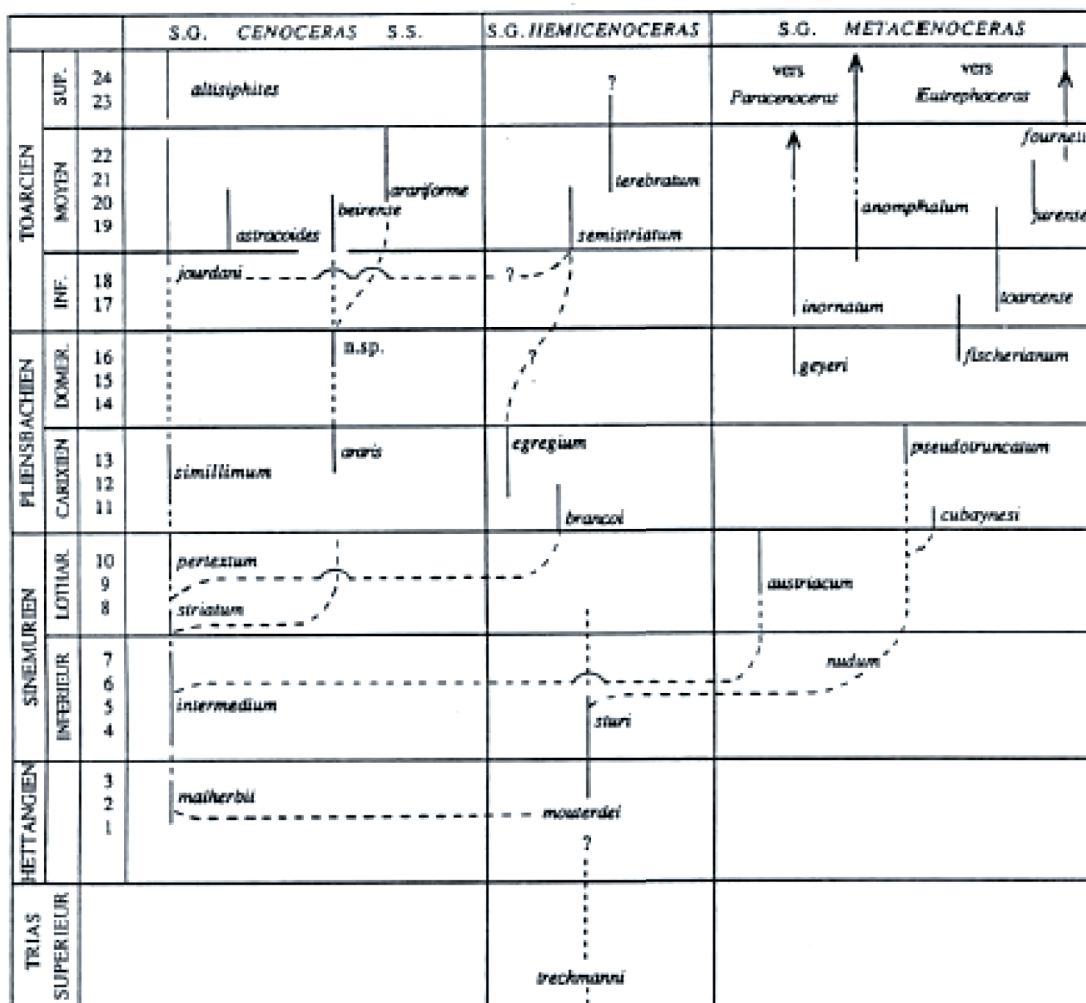 S.G. CENOCERAS S.S. S.G. HEMICENOCERAS S.G. METACENOCERAS
TOARCIEN
SUP.
24
23
altisiphites
?
vers
Paracenoceras
vers
Eutrephoceras
MOYEN
22
21
20
19
astracoides
beirense
arariforme
terebratum
semistriatum
anomphalum
jurense
INF.
18
17
jourdani
?
inornatum
toarcense
PLIENSBACHIEN
DOMER.
16
15
14
n.sp.
?
geyeri
fischerianum
CARIXIEN
13
12
11
simillimum
araris
egregium
brancoi
pseudotruncatum
cubaynesi
SINEMURIEN
LOTHAR.
10
9
8
pertextum
striatum
austriacum
INFERIEUR
7
6
5
4
intermedium
sturi
nudum
HETTANGIEN
3
2
1
malherbii
mouterdei
?
TRIAS
SUPERIEUR
trechmanni